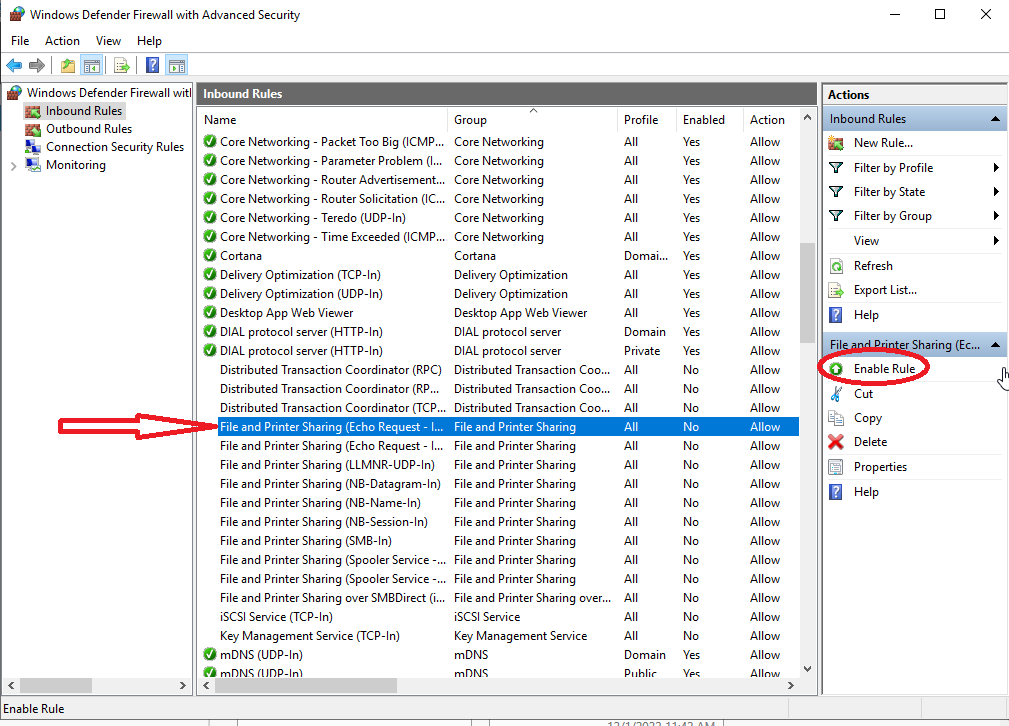 Windows Defender Firewall with Advanced Security
File Action View Help
Windows Defender Firewall with
Inbound Rules
Outbound Rules
Connection Security Rules
Monitoring
Inbound Rules
Name Group Profile Enabled Action
Core Networking - Packet Too Big (ICMP... Core Networking All Yes Allow
Core Networking - Parameter Problem (I... Core Networking All Yes Allow
Core Networking - Router Advertisement... Core Networking All Yes Allow
Core Networking - Router Solicitation (IC... Core Networking All Yes Allow
Core Networking - Teredo (UDP-In) Core Networking All Yes Allow
Core Networking - Time Exceeded (ICMP... Core Networking All Yes Allow
Cortana Cortana Domai... Yes Allow
Delivery Optimization (TCP-In) Delivery Optimization All Yes Allow
Delivery Optimization (UDP-In) Delivery Optimization All Yes Allow
Desktop App Web Viewer Desktop App Web Viewer All Yes Allow
DIAL protocol server (HTTP-In) DIAL protocol server Domain Yes Allow
DIAL protocol server (HTTP-In) DIAL protocol server Private Yes Allow
Distributed Transaction Coordinator (RPC) Distributed Transaction Coo... All No Allow
Distributed Transaction Coordinator (RP... Distributed Transaction Coo... All No Allow
Distributed Transaction Coordinator (TCP... Distributed Transaction Coo... All No Allow
File and Printer Sharing (Echo Request - I... File and Printer Sharing All No Allow
File and Printer Sharing (Echo Request - I... File and Printer Sharing All No Allow
File and Printer Sharing (LLMNR-UDP-In) File and Printer Sharing All No Allow
File and Printer Sharing (NB-Datagram-In) File and Printer Sharing All No Allow
File and Printer Sharing (NB-Name-In) File and Printer Sharing All No Allow
File and Printer Sharing (NB-Session-In) File and Printer Sharing All No Allow
File and Printer Sharing (SMB-In) File and Printer Sharing All No Allow
File and Printer Sharing (Spooler Service -... File and Printer Sharing All No Allow
File and Printer Sharing (Spooler Service -... File and Printer Sharing All No Allow
File and Printer Sharing over SMBDirect (i... File and Printer Sharing over... All No Allow
iSCSI Service (TCP-In) iSCSI Service All No Allow
Key Management Service (TCP-In) Key Management Service All No Allow
mDNS (UDP-In) mDNS Domain Yes Allow
mDNS (UDP-In) mDNS Public Yes Allow
Actions
Inbound Rules
New Rule...
Filter by Profile
Filter by State
Filter by Group
View
Refresh
Export List...
Help
File and Printer Sharing (Ec...
Enable Rule
Cut
Copy
Delete
Properties
Help
Enable Rule